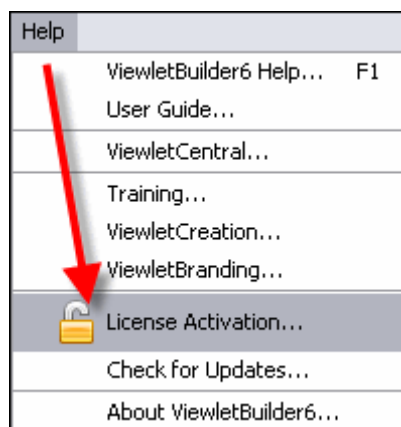 Help
ViewletBuilder6 Help... F1
User Guide...
ViewletCentral...
Training...
ViewletCreation...
ViewletBranding...
License Activation...
Check for Updates...
About ViewletBuilder6...